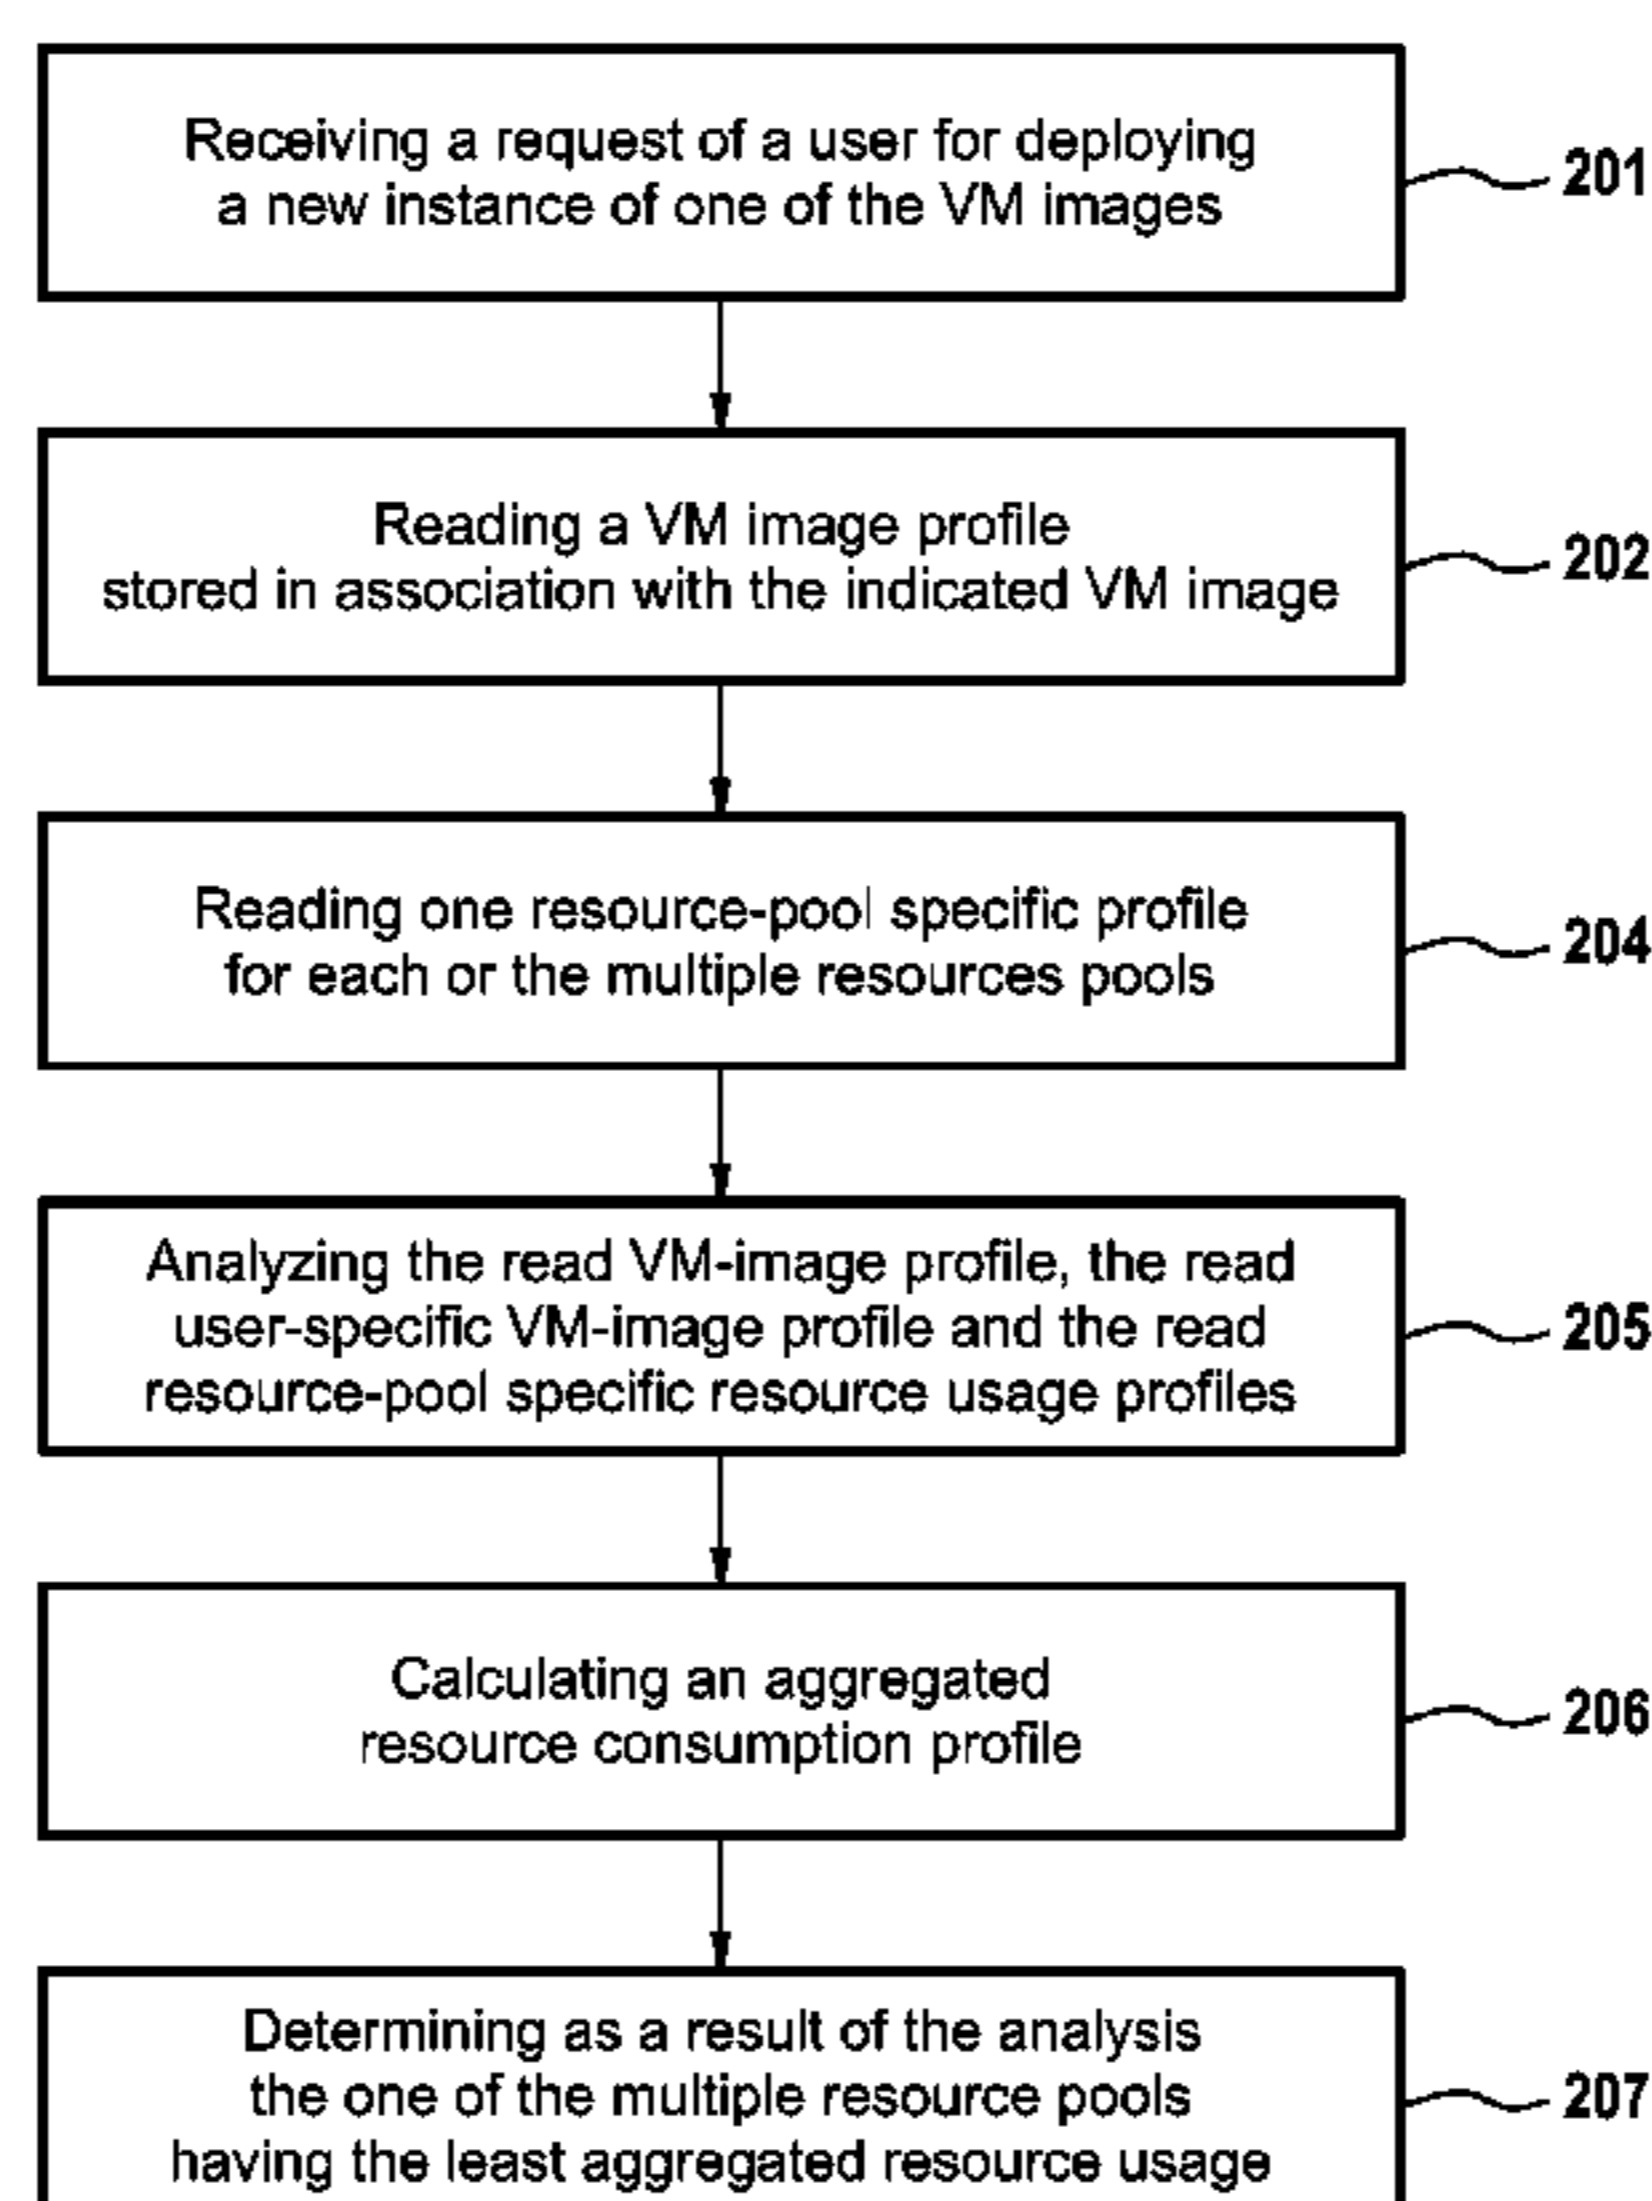 Receiving a request of a user for deploying
a new instance of one of the VM images
201
Reading a VM image profile
stored in association with the indicated VM image
202
Reading one resource-pool specific profile
for each or the multiple resources pools
204
Analyzing the read VM-image profile, the read
user-specific VM-image profile and the read
resource-pool specific resource usage profiles
205
Calculating an aggregated
resource consumption profile
206
Determining as a result of the analysis
the one of the multiple resource pools
having the least aggregated resource usage
207